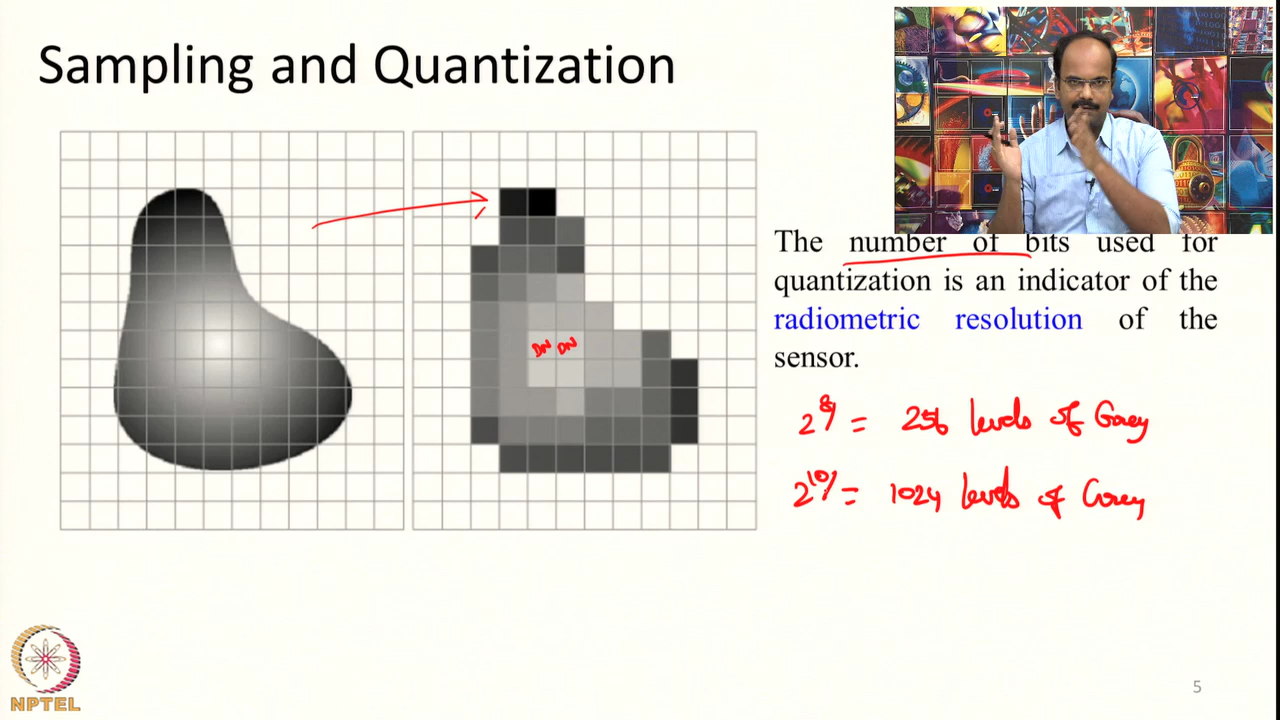 Sampling and Quantization
The number of bits used for
quantization is an indicator of the
radiometric resolution of the
sensor.
DN DN
2^8 = 256 levels of Grey
2^10 = 1024 levels of Grey
NPTEL
5